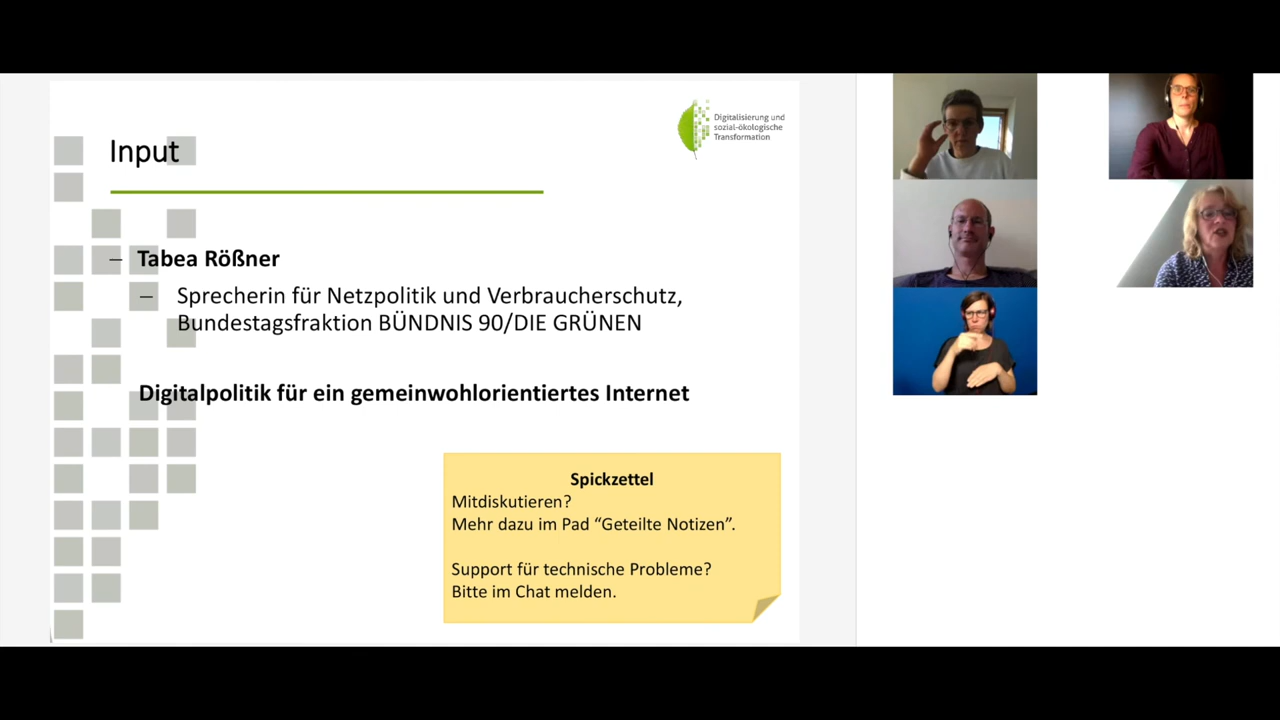 Input
Digitalisierung und
sozial-ökologische
Transformation
– Tabea Rößner
– Sprecherin für Netzpolitik und Verbraucherschutz,
Bundestagsfraktion BÜNDNIS 90/DIE GRÜNEN
Digitalpolitik für ein gemeinwohlorientiertes Internet
Spickzettel
Mitdiskutieren?
Mehr dazu im Pad “Geteilte Notizen”.
Support für technische Probleme?
Bitte im Chat melden.